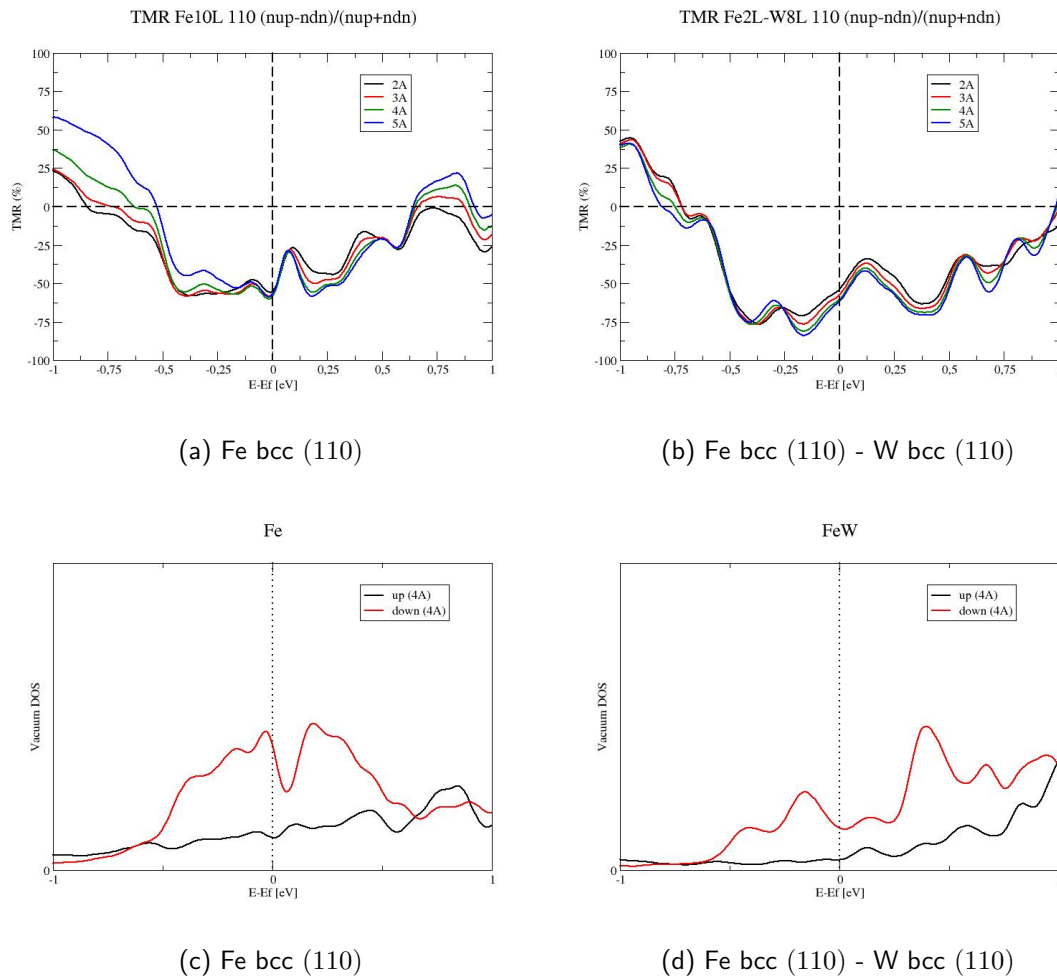 TMR Fe10L 110 (nup-ndn)/(nup+ndn)
100
75
50
25
0
-25
-50
-75
-100
TMR (%)
2A
3A
4A
5A
-1
-0,75
-0,5
-0,25
0
0,25
0,5
0,75
1
E-Ef [eV]
(a) Fe bcc (110)
TMR Fe2L-W8L 110 (nup-ndn)/(nup+ndn)
100
75
50
25
0
-25
-50
-75
-100
TMR (%)
2A
3A
4A
5A
-1
-0,75
-0,5
-0,25
0
0,25
0,5
0,75
1
E-Ef [eV]
(b) Fe bcc (110) - W bcc (110)
Fe
Vacuum DOS
up (4A)
down (4A)
0
-1
0
1
E-Ef [eV]
(c) Fe bcc (110)
FeW
Vacuum DOS
up (4A)
down (4A)
0
-1
0
1
E-Ef [eV]
(d) Fe bcc (110) - W bcc (110)